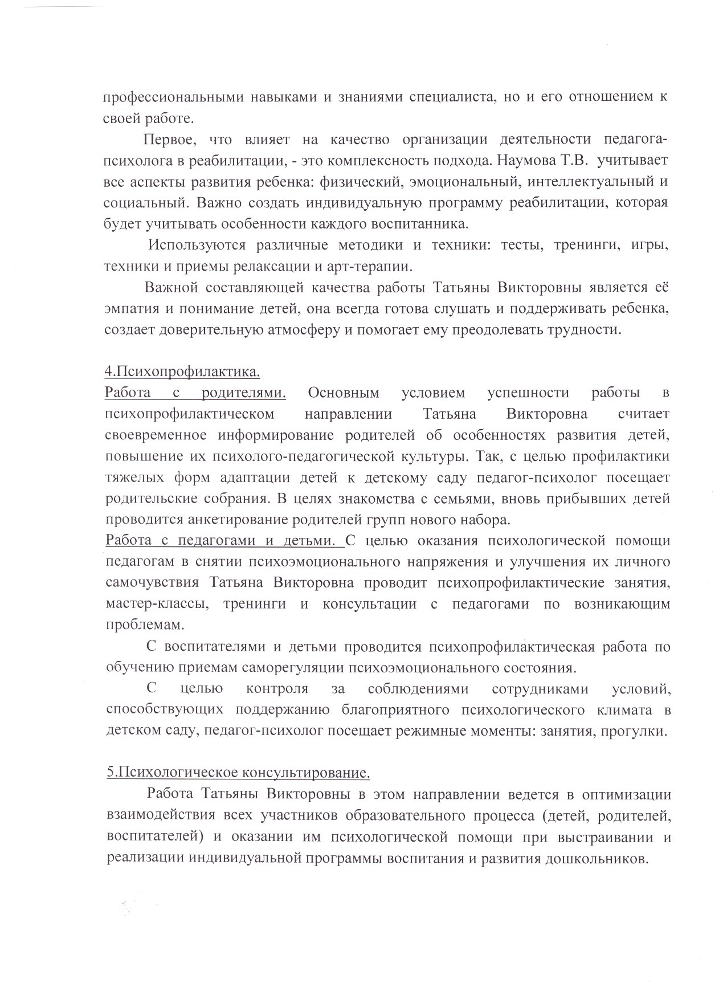 профессиональными навыками и знаниями специалиста, но и его отношением к
своей работе.
Первое, что влияет на качество организации деятельности педагога-
психолога в реабилитации, - это комплексность подхода. Наумова Т.В. учитывает
все аспекты развития ребенка: физический, эмоциональный, интеллектуальный и
социальный. Важно создать индивидуальную программу реабилитации, которая
будет учитывать особенности каждого воспитанника.
Используются различные методики и техники: тесты, тренинги, игры,
техники и приемы релаксации и арт-терапии.
Важной составляющей качества работы Татьяны Викторовны является её
эмпатия и понимание детей, она всегда готова слушать и поддерживать ребенка,
создает доверительную атмосферу и помогает ему преодолевать трудности.
4.Психопрофилактика.
Работа с родителями. Основным условием успешности работы в
психопрофилактическом направлении Татьяна Викторовна считает
своевременное информирование родителей об особенностях развития детей,
повышение их психолого-педагогической культуры. Так, с целью профилактики
тяжелых форм адаптации детей к детскому саду педагог-психолог посещает
родительские собрания. В целях знакомства с семьями, вновь прибывших детей
проводится анкетирование родителей групп нового набора.
Работа с педагогами и детьми. С целью оказания психологической помощи
педагогам в снятии психоэмоционального напряжения и улучшения их личного
самочувствия Татьяна Викторовна проводит психопрофилактические занятия,
мастер-классы, тренинги и консультации с педагогами по возникающим
проблемам.
С воспитателями и детьми проводится психопрофилактическая работа по
обучению приемам саморегуляции психоэмоционального состояния.
С целью контроля за соблюдениями сотрудниками условий,
способствующих поддержанию благоприятного психологического климата в
детском саду, педагог-психолог посещает режимные моменты: занятия, прогулки.
5.Психологическое консультирование.
Работа Татьяны Викторовны в этом направлении ведется в оптимизации
взаимодействия всех участников образовательного процесса (детей, родителей,
воспитателей) и оказании им психологической помощи при выстраивании и
реализации индивидуальной программы воспитания и развития дошкольников.